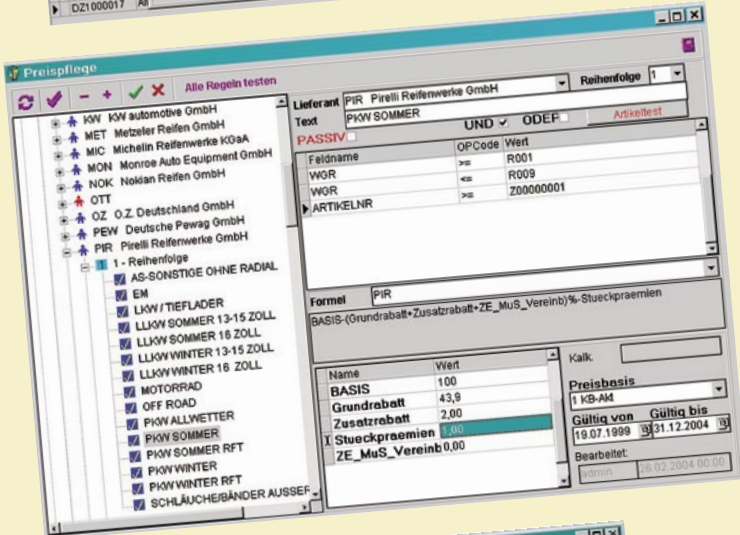 DZ1000017 All
Preispflege
Alle Regeln testen
KW KW automotive GmbH
MET Metzeler Reifen GmbH
MIC Michelin Reifenwerke KGaA
MON Monroe Auto Equipment GmbH
NOK Nokian Reifen GmbH
OTT
OZ O.Z. Deutschland GmbH
PEW Deutsche Pewag GmbH
PIR Pirelli Reifenwerke GmbH
1 - Reihenfolge
AS-SONSTIGE OHNE RADIAL
EM
LKW / TIEFLADER
LLKW SOMMER 13-15 ZOLL
LLKW SOMMER 16 ZOLL
LLKW WINTER 13-15 ZOLL
LLKW WINTER 16 ZOLL
MOTORRAD
OFF ROAD
PKW ALLWETTER
PKW SOMMER
PKW SOMMER RFT
PKW WINTER
PKW WINTER RFT
SCHLÄUCHE/BÄNDER AUSSER
Lieferant PIR Pirelli Reifenwerke GmbH Reihenfolge 1
Text PKW SOMMER
PASSIV UND ODER Artikeltest
Feldname OPCode Wert
WGR >= R001
WGR <= R009
ARTIKELNR >= Z00000001
Formel PIR
BASIS-(Grundrabatt+Zusatzrabatt+ZE_MuS_Vereinb)%-Stueckpraemien
Name Wert
BASIS 100
Grundrabatt 43,9
Zusatzrabatt 2,00
Stueckpraemien 1,00
ZE_MuS_Vereinb 0,00
Kalk.
Preisbasis
1 KB-Akt
Gültig von Gültig bis
19.07.1999 31.12.2004
Bearbeitet:
admin 26.02.2004 00:00